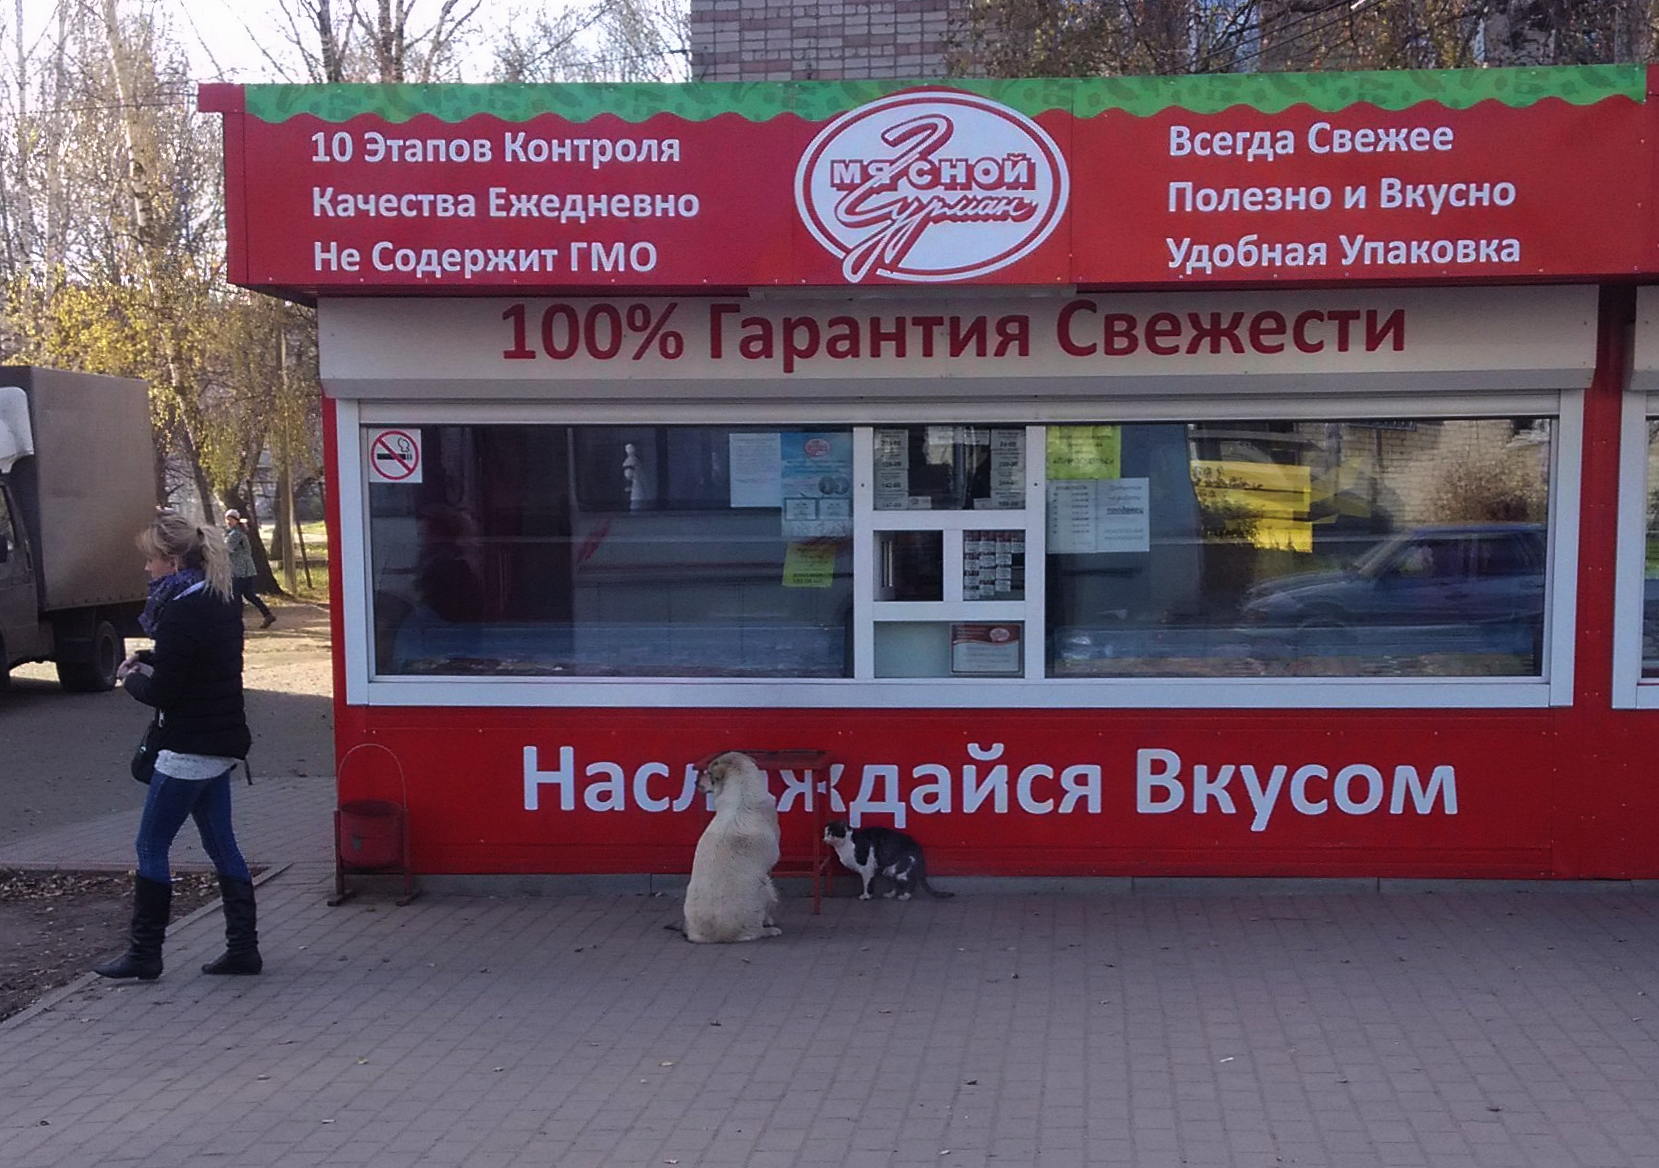 10 Этапов Контроля
Качества Ежедневно
Не Содержит ГМО
МЯСНОЙ
Гурман
Всегда Свежее
Полезно и Вкусно
Удобная Упаковка
100% Гарантия Свежести
Наслаждайся Вкусом